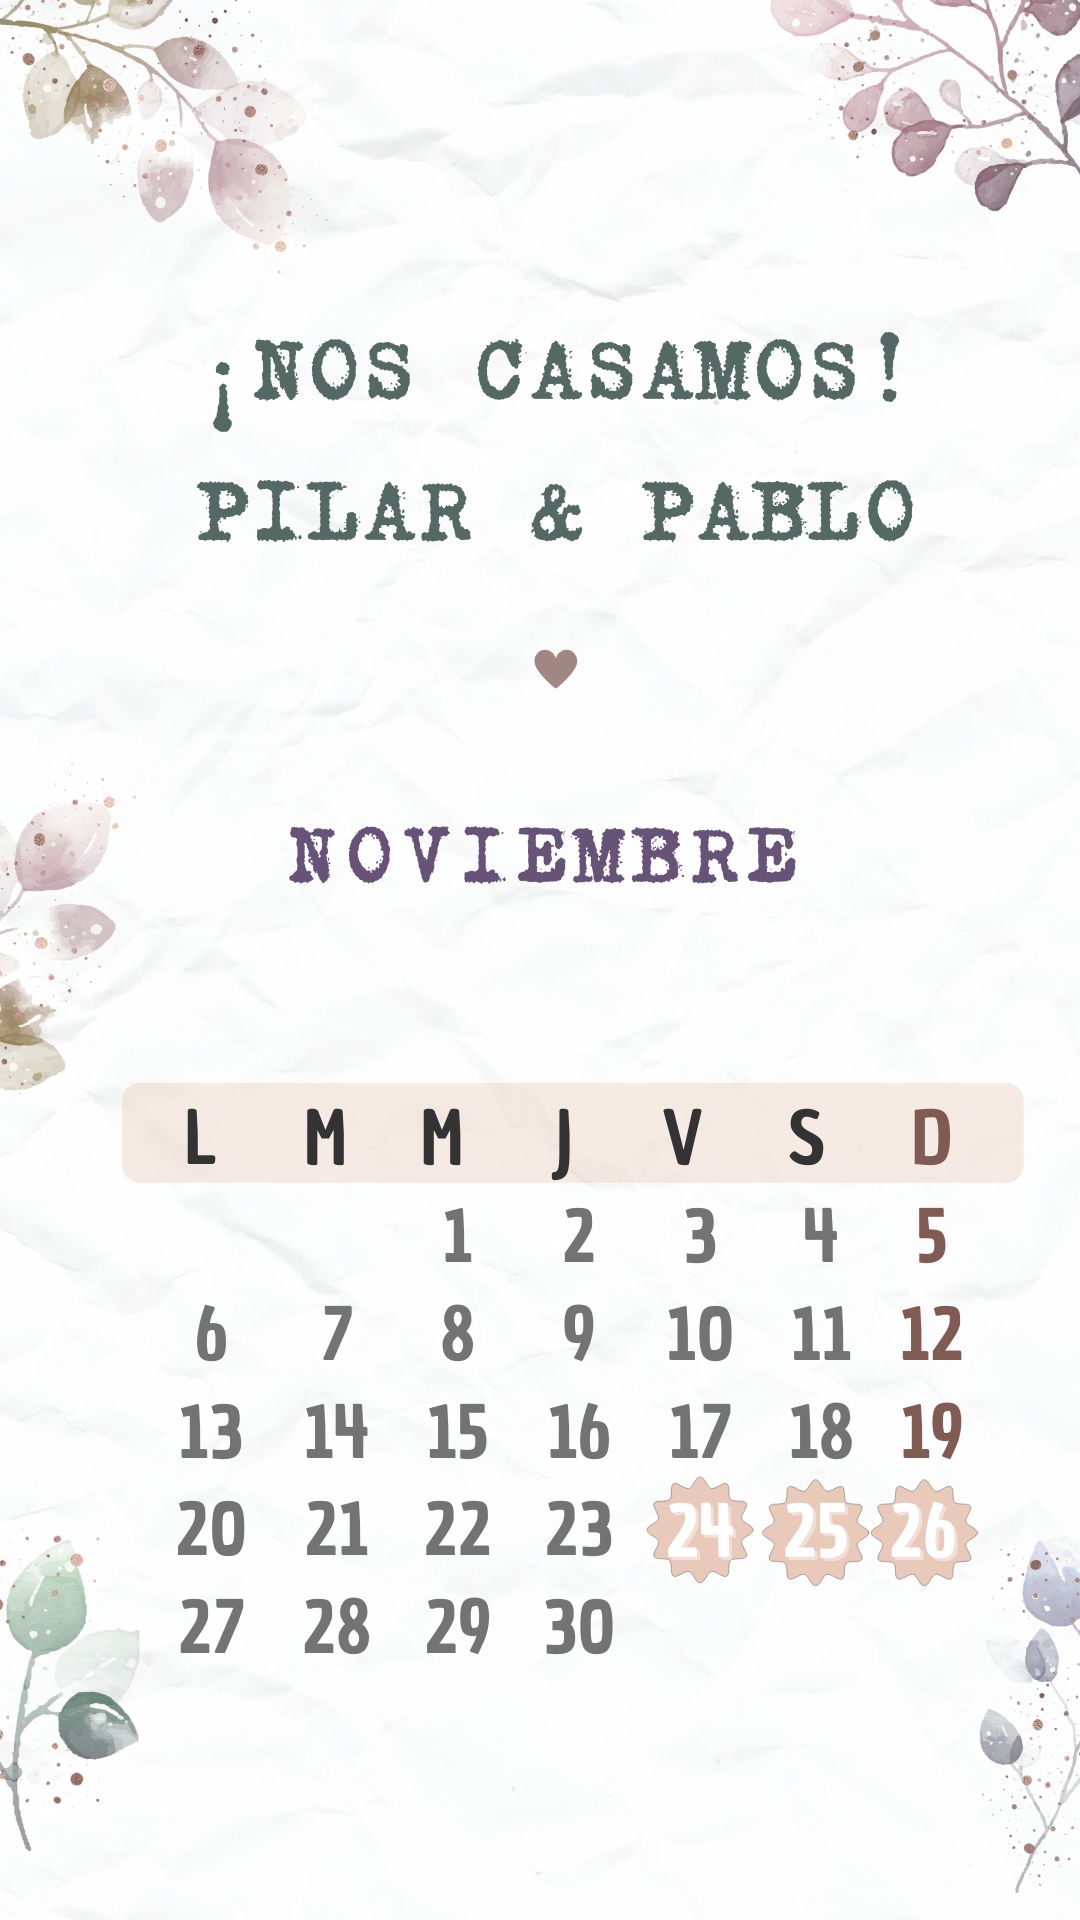 ¡NOS CASAMOS!
PILAR & PABLO
NOVIEMBRE
L M M J V S D
1 2 3 4 5
6 7 8 9 10 11 12
13 14 15 16 17 18 19
20 21 22 23 24 25 26
27 28 29 30